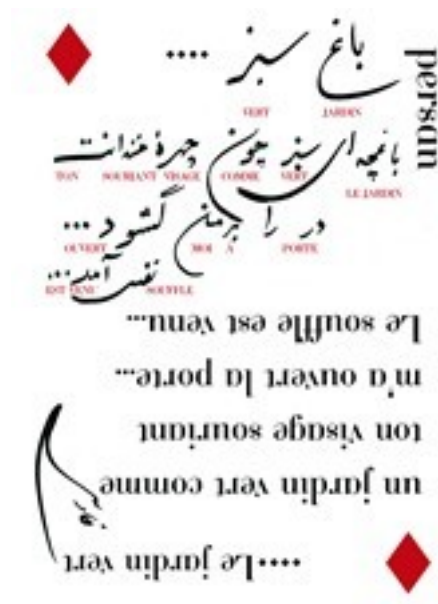 persan
باغ سبز ....
VERT JARDIN
باغچه‌ای سبز چون چهرهٔ خندانت
TON SOURIANT VISAGE COMME VERT
LE JARDIN
در را بر من گشود ...
OUVERT MOI A PORTE
نفس آمد ...
EST VENU SOUFFLE
....Le jardin vert
un jardin vert comme
ton visage souriant
m'a ouvert la porte...
Le souffle est venu...